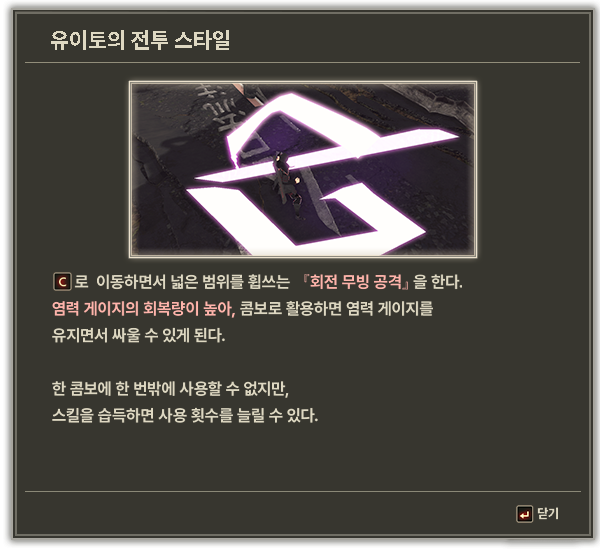 유이토의 전투 스타일
C로 이동하면서 넓은 범위를 휩쓰는 『회전 무빙 공격』을 한다.
염력 게이지의 회복량이 높아, 콤보로 활용하면 염력 게이지를
유지면서 싸울 수 있게 된다.
한 콤보에 한 번밖에 사용할 수 없지만,
스킬을 습득하면 사용 횟수를 늘릴 수 있다.
닫기